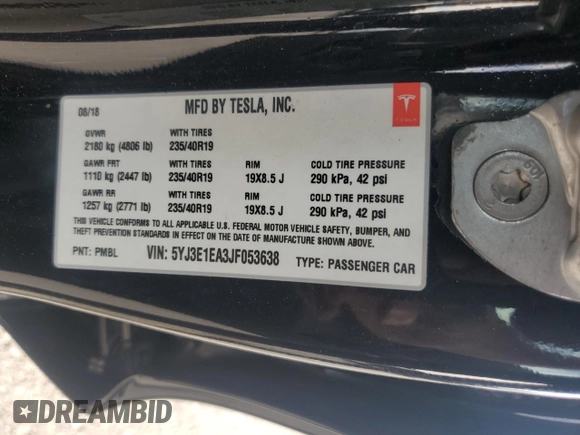 08/18 MFD BY TESLA, INC.
TESLA
GVWR WITH TIRES
2180 kg (4806 lb) 235/40R19
GAWR FRT WITH TIRES RIM COLD TIRE PRESSURE
1110 kg (2447 lb) 235/40R19 19X8.5 J 290 kPa, 42 psi
GAWR RR WITH TIRES RIM COLD TIRE PRESSURE
1257 kg (2771 lb) 235/40R19 19X8.5 J 290 kPa, 42 psi
THIS VEHICLE CONFORMS TO ALL APPLICABLE U.S. FEDERAL MOTOR VEHICLE SAFETY, BUMPER,
AND THEFT PREVENTION STANDARDS IN EFFECT ON THE DATE OF MANUFACTURE SHOWN ABOVE.
PNT: PMBL VIN: 5YJ3E1EA3JF053638 TYPE: PASSENGER CAR
DREAMBID